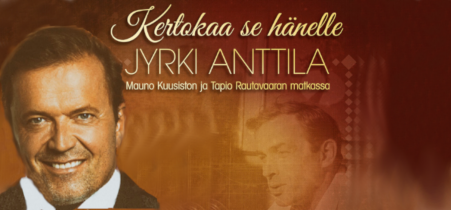 Kertokaa se hänelle
JYRKI ANTTILA
Mauno Kuusiston ja Tapio Rautavaaran matkassa